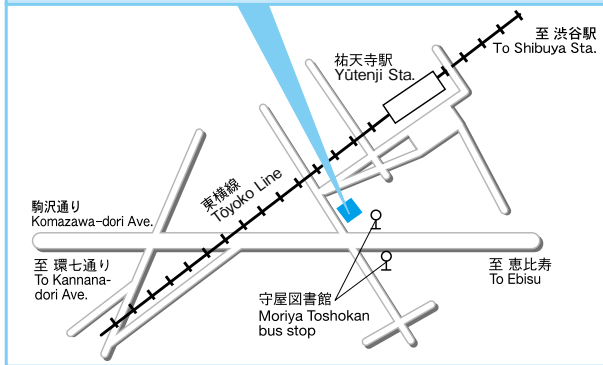 至 渋谷駅
To Shibuya Sta.
祐天寺駅
Yūtenji Sta.
東横線
Tōyoko Line
駒沢通り
Komazawa-dori Ave.
至 環七通り
To Kannana-
dori Ave.
至 恵比寿
To Ebisu
守屋図書館
Moriya Toshokan
bus stop